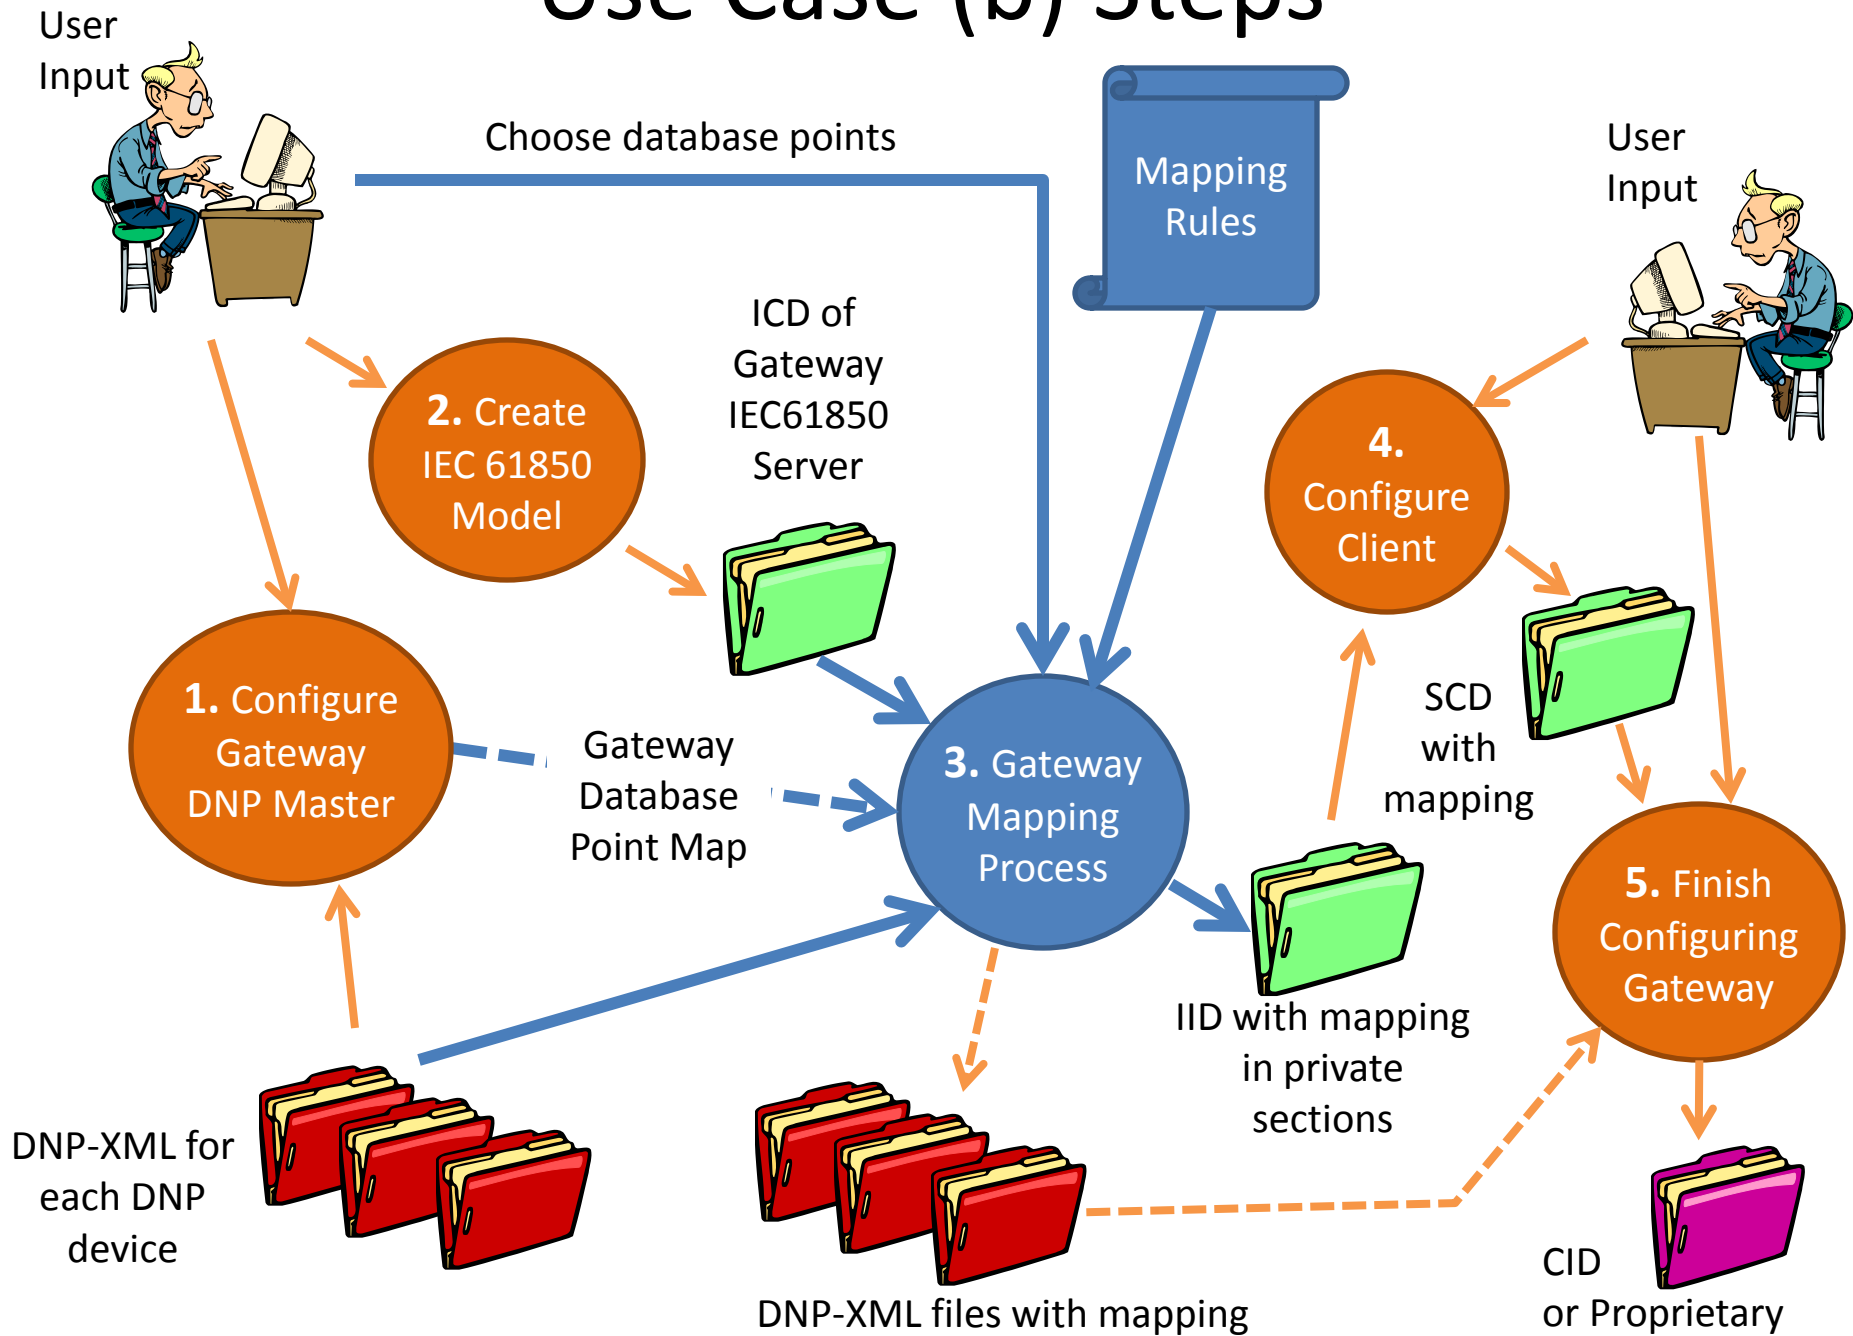 Use Case (b) Steps
User
Input
Choose database points
Mapping
Rules
User
Input
ICD of
Gateway
IEC61850
Server
2. Create
IEC 61850
Model
4.
Configure
Client
1. Configure
Gateway
DNP Master
Gateway
Database
Point Map
3. Gateway
Mapping
Process
SCD
with
mapping
5. Finish
Configuring
Gateway
IID with mapping
in private
sections
DNP-XML for
each DNP
device
DNP-XML files with mapping
CID
or Proprietary